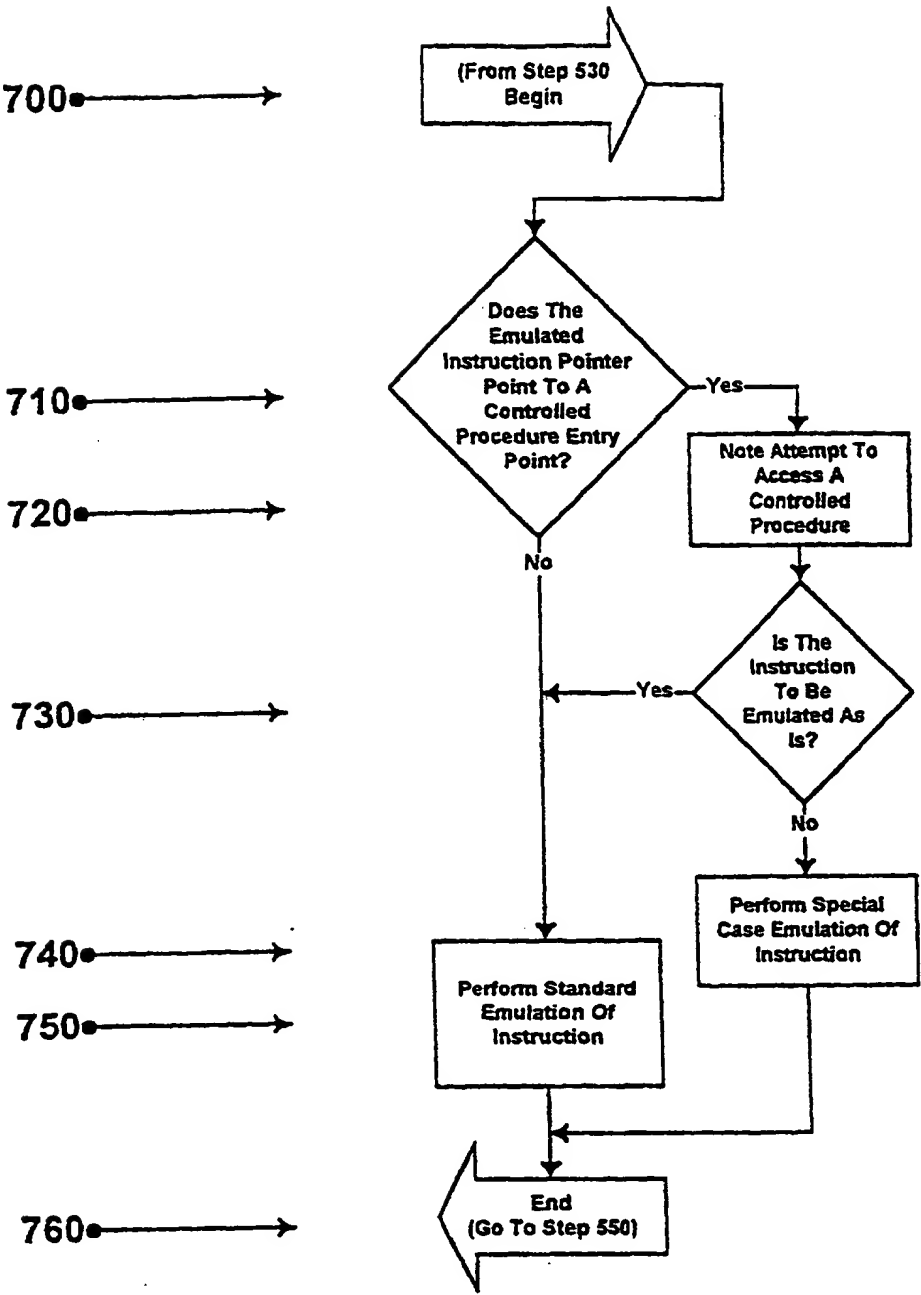 700
(From Step 530
Begin
Does The
Emulated
Instruction Pointer
Point To A
Controlled
Procedure Entry
Point?
710
Yes
Note Attempt To
Access A
Controlled
Procedure
720
No
Is The
Instruction
To Be
Emulated As
Is?
Yes
730
No
Perform Special
Case Emulation Of
Instruction
740
Perform Standard
Emulation Of
Instruction
750
End
(Go To Step 550)
760